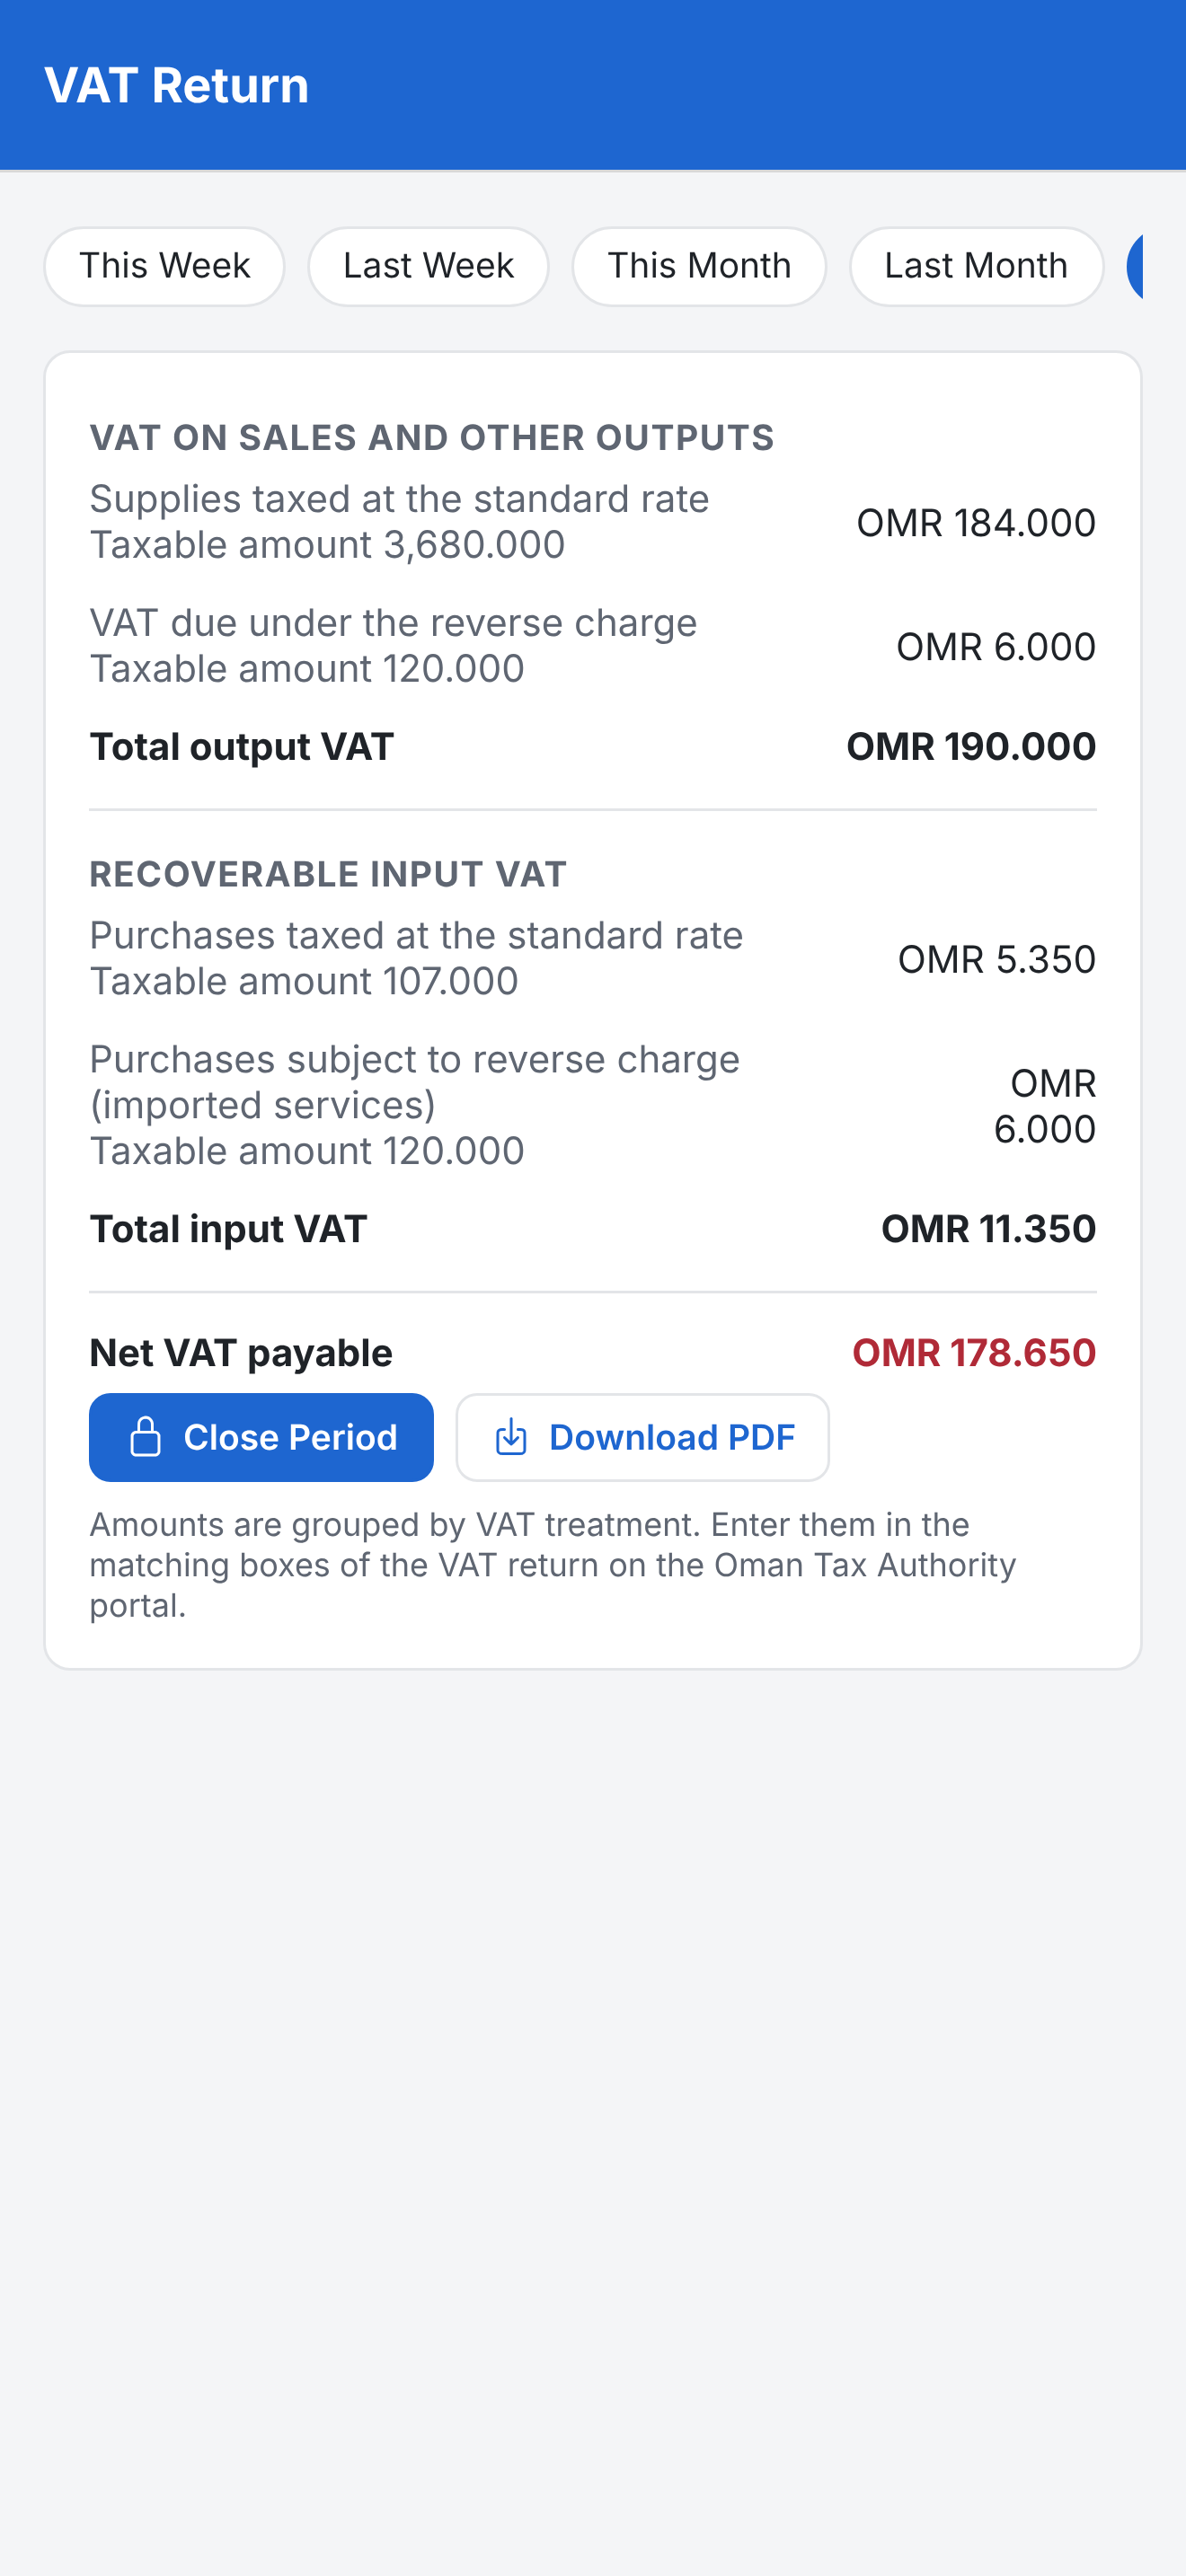 VAT Return
This Week
Last Week
This Month
Last Month
VAT ON SALES AND OTHER OUTPUTS
Supplies taxed at the standard rate
Taxable amount 3,680.000
OMR 184.000
VAT due under the reverse charge
Taxable amount 120.000
OMR 6.000
Total output VAT
OMR 190.000
RECOVERABLE INPUT VAT
Purchases taxed at the standard rate
Taxable amount 107.000
OMR 5.350
Purchases subject to reverse charge
(imported services)
Taxable amount 120.000
OMR
6.000
Total input VAT
OMR 11.350
Net VAT payable
OMR 178.650
Close Period
Download PDF
Amounts are grouped by VAT treatment. Enter them in the
matching boxes of the VAT return on the Oman Tax Authority
portal.